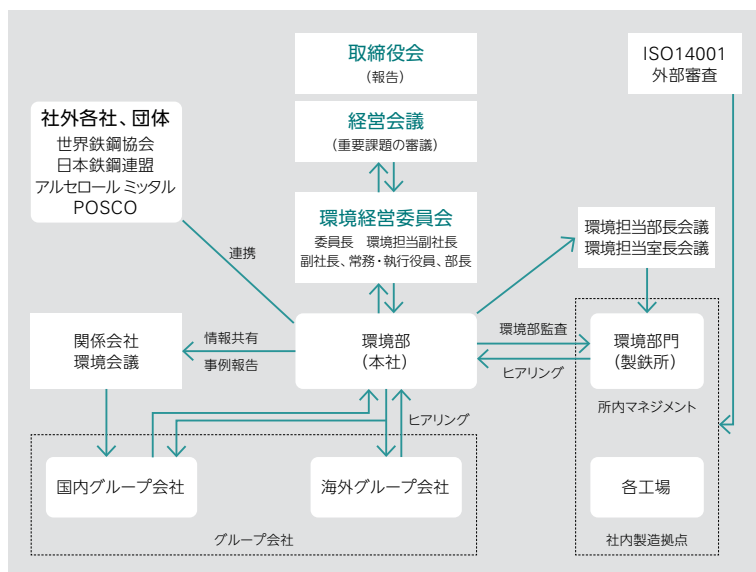 取締役会
(報告)
ISO14001
外部審査
社外各社、団体
世界鉄鋼協会
日本鉄鋼連盟
アルセロール ミッタル
POSCO
経営会議
(重要課題の審議)
環境経営委員会
委員長 環境担当副社長
副社長、常務・執行役員、部長
環境担当部長会議
環境担当室長会議
連携
関係会社
環境会議
情報共有
事例報告
環境部
(本社)
環境部監査
ヒアリング
環境部門
(製鉄所)
所内マネジメント
ヒアリング
国内グループ会社
海外グループ会社
各工場
グループ会社
社内製造拠点